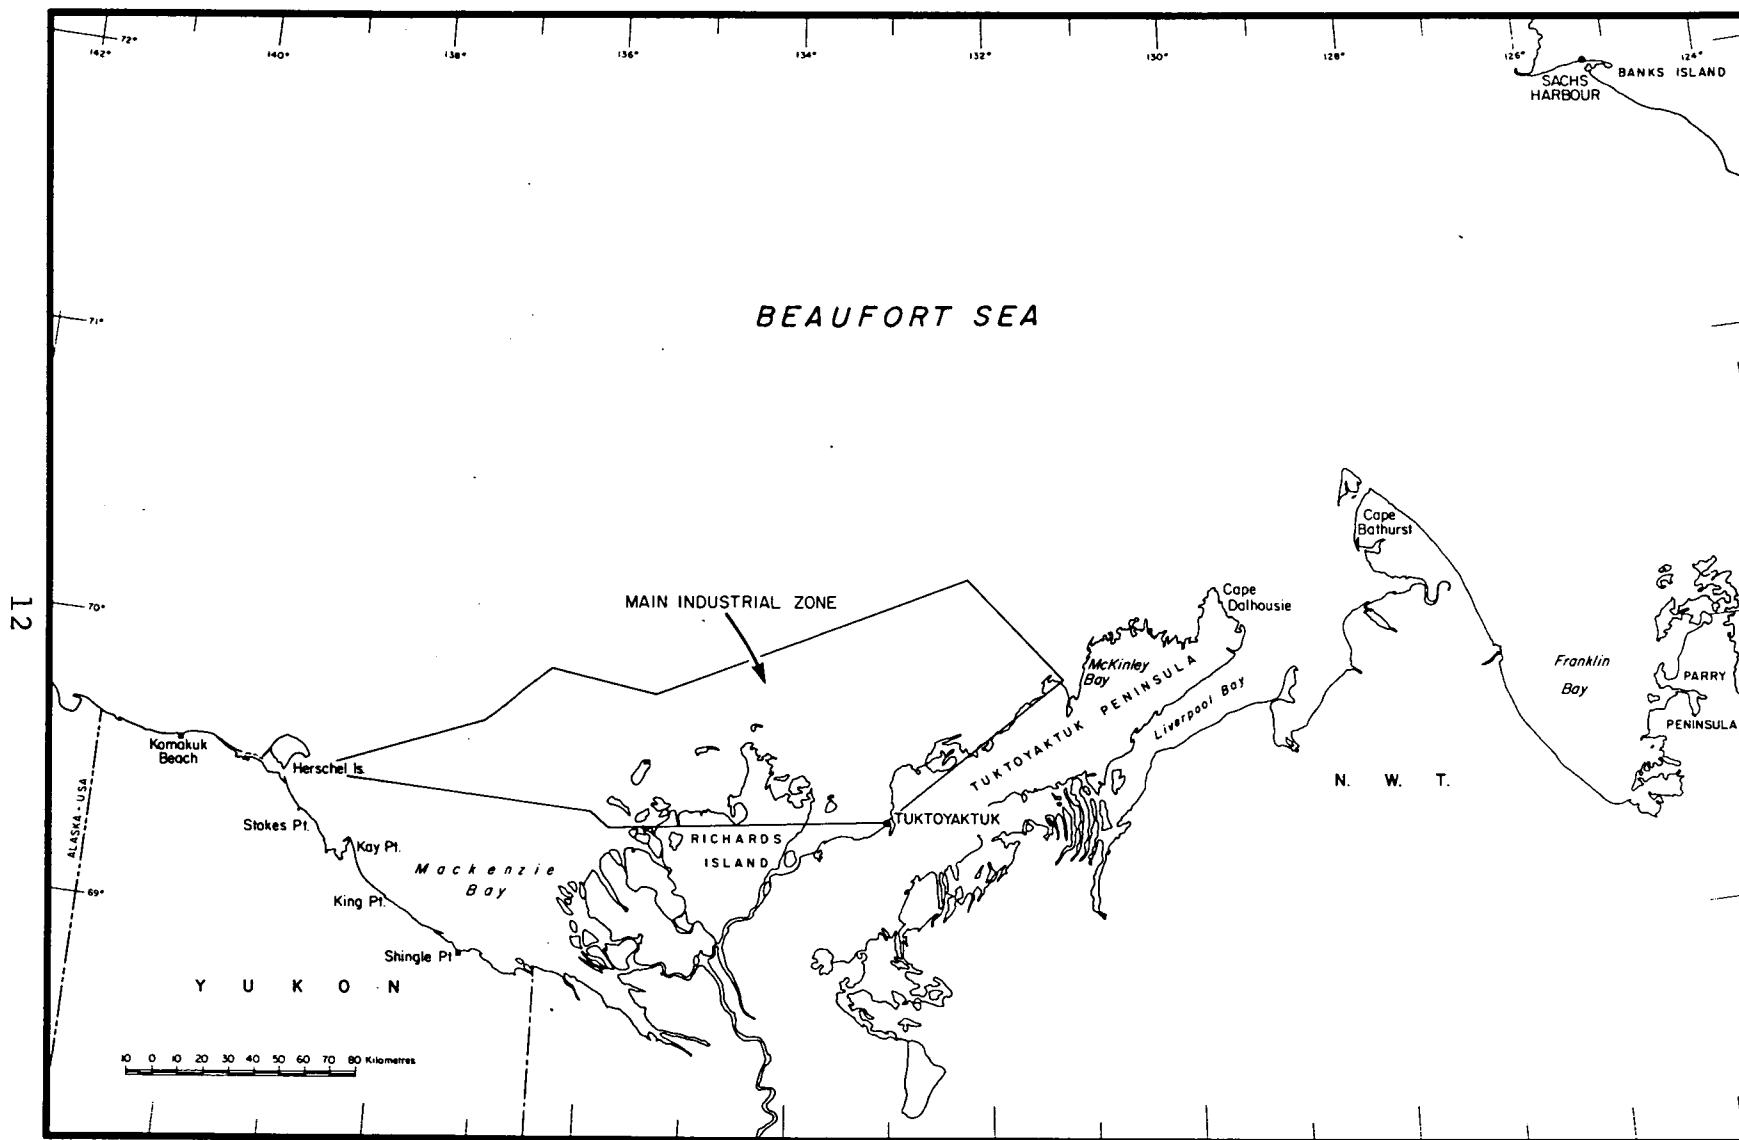 72°
142°
140°
138°
136°
134°
132°
130°
128°
126°
124°
SACHS
HARBOUR
BANKS ISLAND
71°
BEAUFORT SEA
Cape
Bathurst
70°
MAIN INDUSTRIAL ZONE
Cape
Dalhousie
12
McKinley
Bay
Franklin
Bay
PARRY
PENINSULA
TUKTOYAKTUK PENINSULA
Liverpool Bay
Komakuk
Beach
Herschel Is.
N. W. T.
ALASKA - USA
Stokes Pt.
TUKTOYAKTUK
Kay Pt.
RICHARDS
ISLAND
Mackenzie
Bay
69°
King Pt.
Shingle Pt
YUKON
10 0 10 20 30 40 50 60 70 80 Kilometres